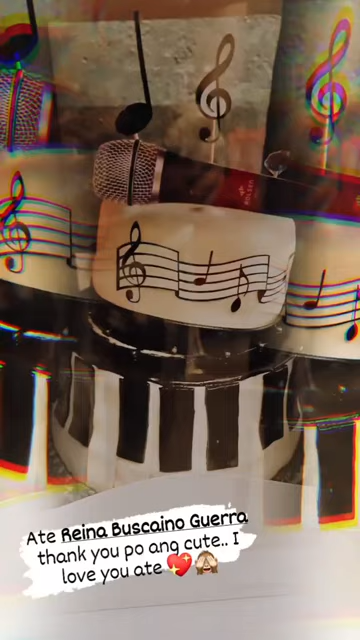 Ate Reina Buscaino Guerra
thank you po ang cute.. I
love you ate 💖🙈